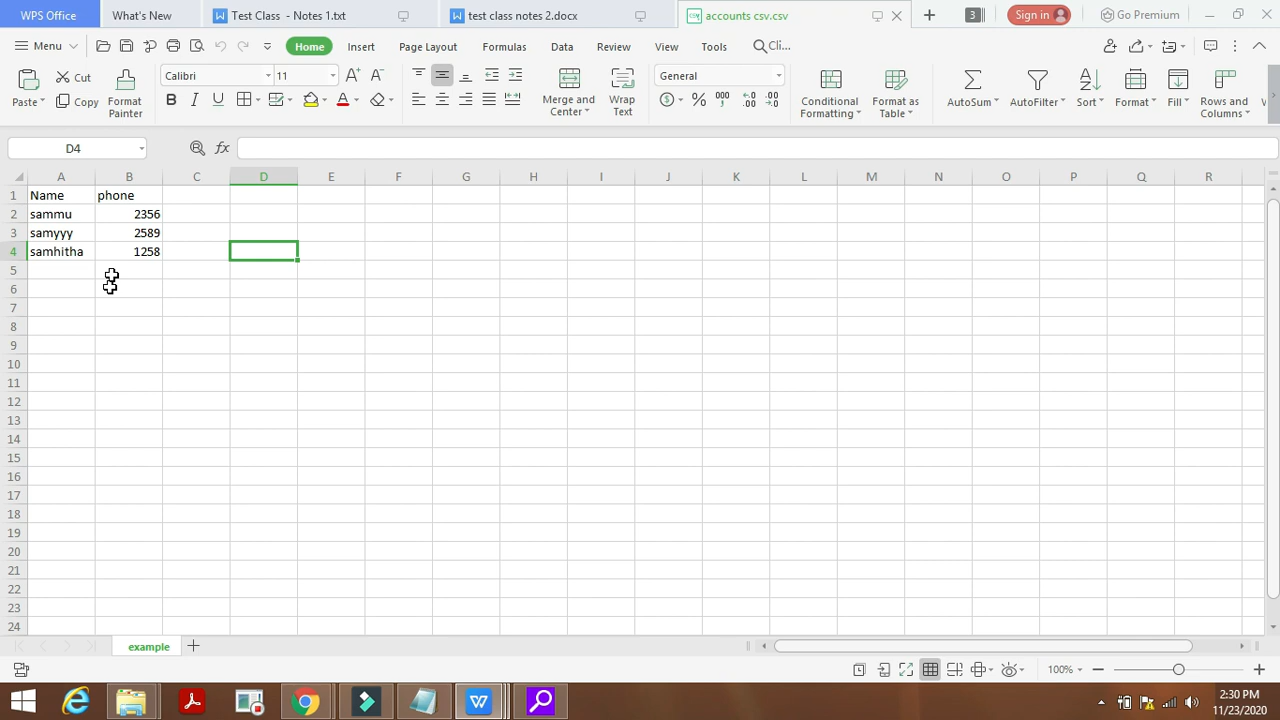 WPS Office What's New Test Class - Notes 1.txt test class notes 2.docx accounts csv.csv 3 Sign in Go Premium
Menu Home Insert Page Layout Formulas Data Review View Tools Cli...
Cut Calibri 11 General
Paste Copy Format Painter B I U Merge and Center Wrap Text Conditional Formatting Format as Table AutoSum AutoFilter Sort Format Fill Rows and Columns
D4 fx
A B C D E F G H I J K L M N O P Q R
1 Name phone
2 sammu 2356
3 samyyy 2589
4 samhitha 1258
5
6
7
8
9
10
11
12
13
14
15
16
17
18
19
20
21
22
23
24
example
100%
2:30 PM
11/23/2020